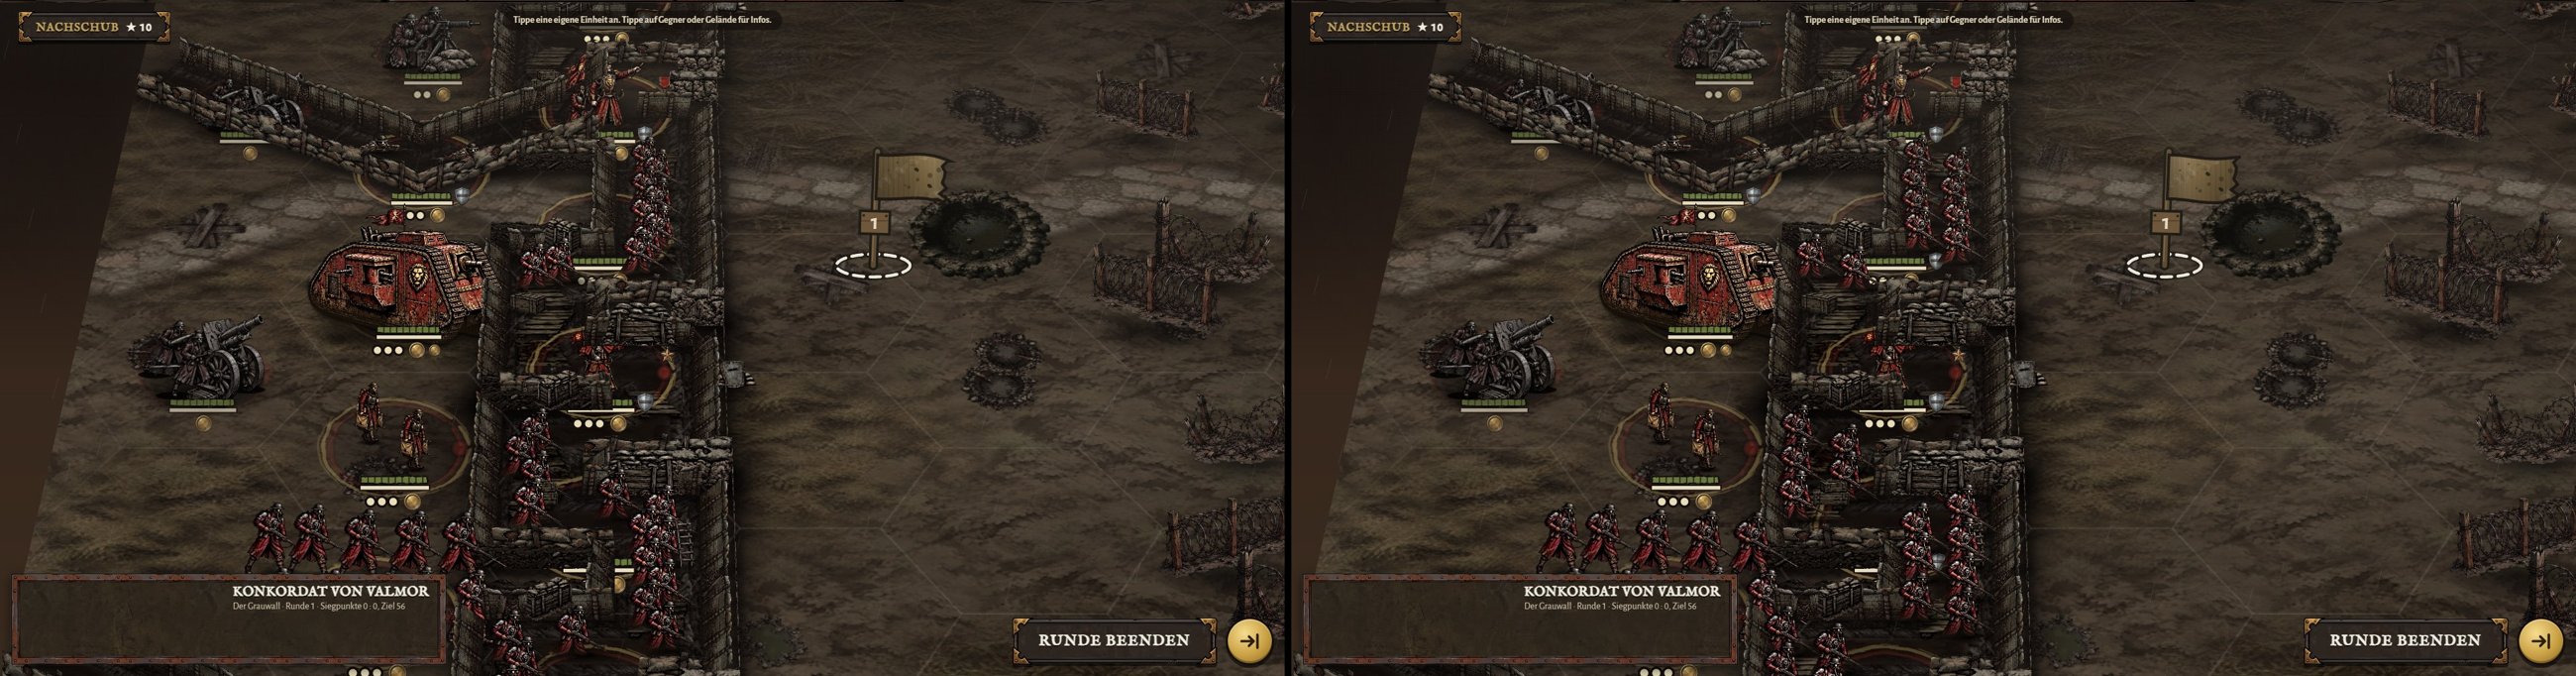 NACHSCHUB ★ 10
Tippe eine eigene Einheit an. Tippe auf Gegner oder Gelände für Infos.
1
KONKORDAT VON VALMOR
Der Grauwall · Runde 1 · Siegpunkte 0 : 0, Ziel 56
RUNDE BEENDEN
NACHSCHUB ★ 10
Tippe eine eigene Einheit an. Tippe auf Gegner oder Gelände für Infos.
1
KONKORDAT VON VALMOR
Der Grauwall · Runde 1 · Siegpunkte 0 : 0, Ziel 56
RUNDE BEENDEN